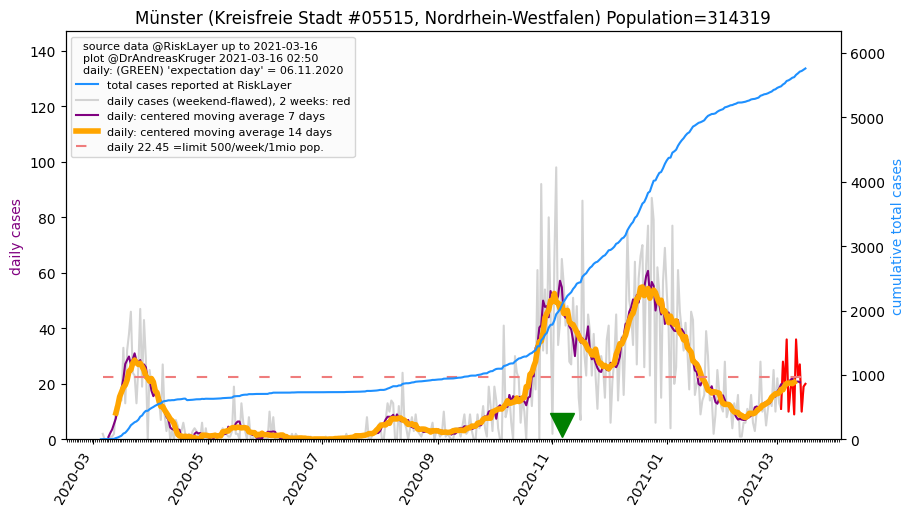 Münster (Kreisfreie Stadt #05515, Nordrhein-Westfalen) Population=314319
source data @RiskLayer up to 2021-03-16
plot @DrAndreasKruger 2021-03-16 02:50
daily: (GREEN) 'expectation day' = 06.11.2020
total cases reported at RiskLayer
daily cases (weekend-flawed), 2 weeks: red
daily: centered moving average 7 days
daily: centered moving average 14 days
daily 22.45 =limit 500/week/1mio pop.
daily cases
140
120
100
80
60
40
20
0
cumulative total cases
6000
5000
4000
3000
2000
1000
0
2020-03
2020-05
2020-07
2020-09
2020-11
2021-01
2021-03